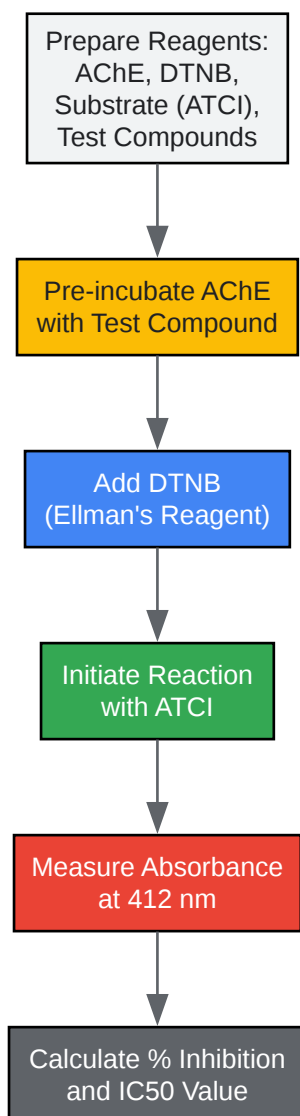 Prepare Reagents:
AChE, DTNB,
Substrate (ATCI),
Test Compounds
Pre-incubate AChE
with Test Compound
Add DTNB
(Ellman's Reagent)
Initiate Reaction
with ATCI
Measure Absorbance
at 412 nm
Calculate % Inhibition
and IC50 Value